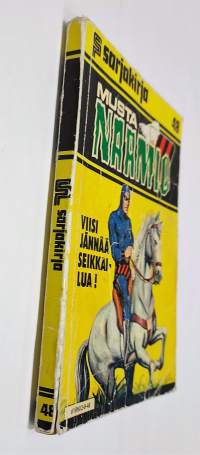 sarjakirja
48
MUSTA
NAAMIO
VIISI
JÄNNÄÄ
SEIKKAI-
LUA!
sarjakirja
48